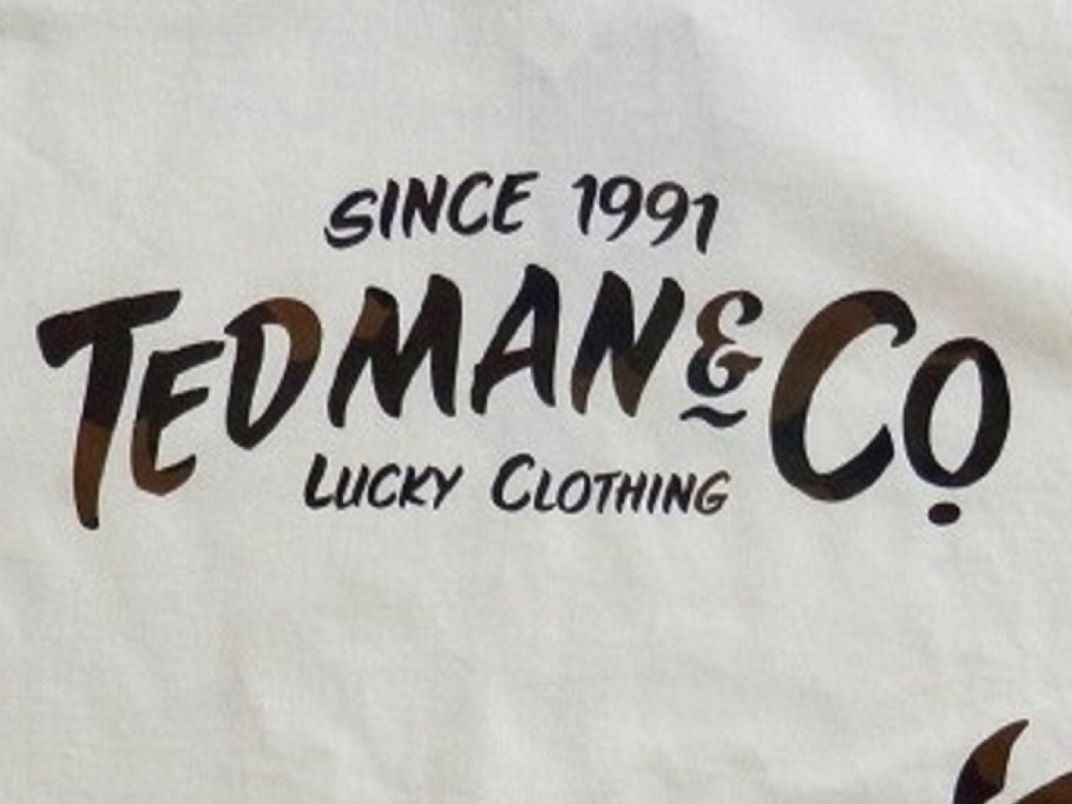 SINCE 1991
TEDMAN & CO
LUCKY CLOTHING